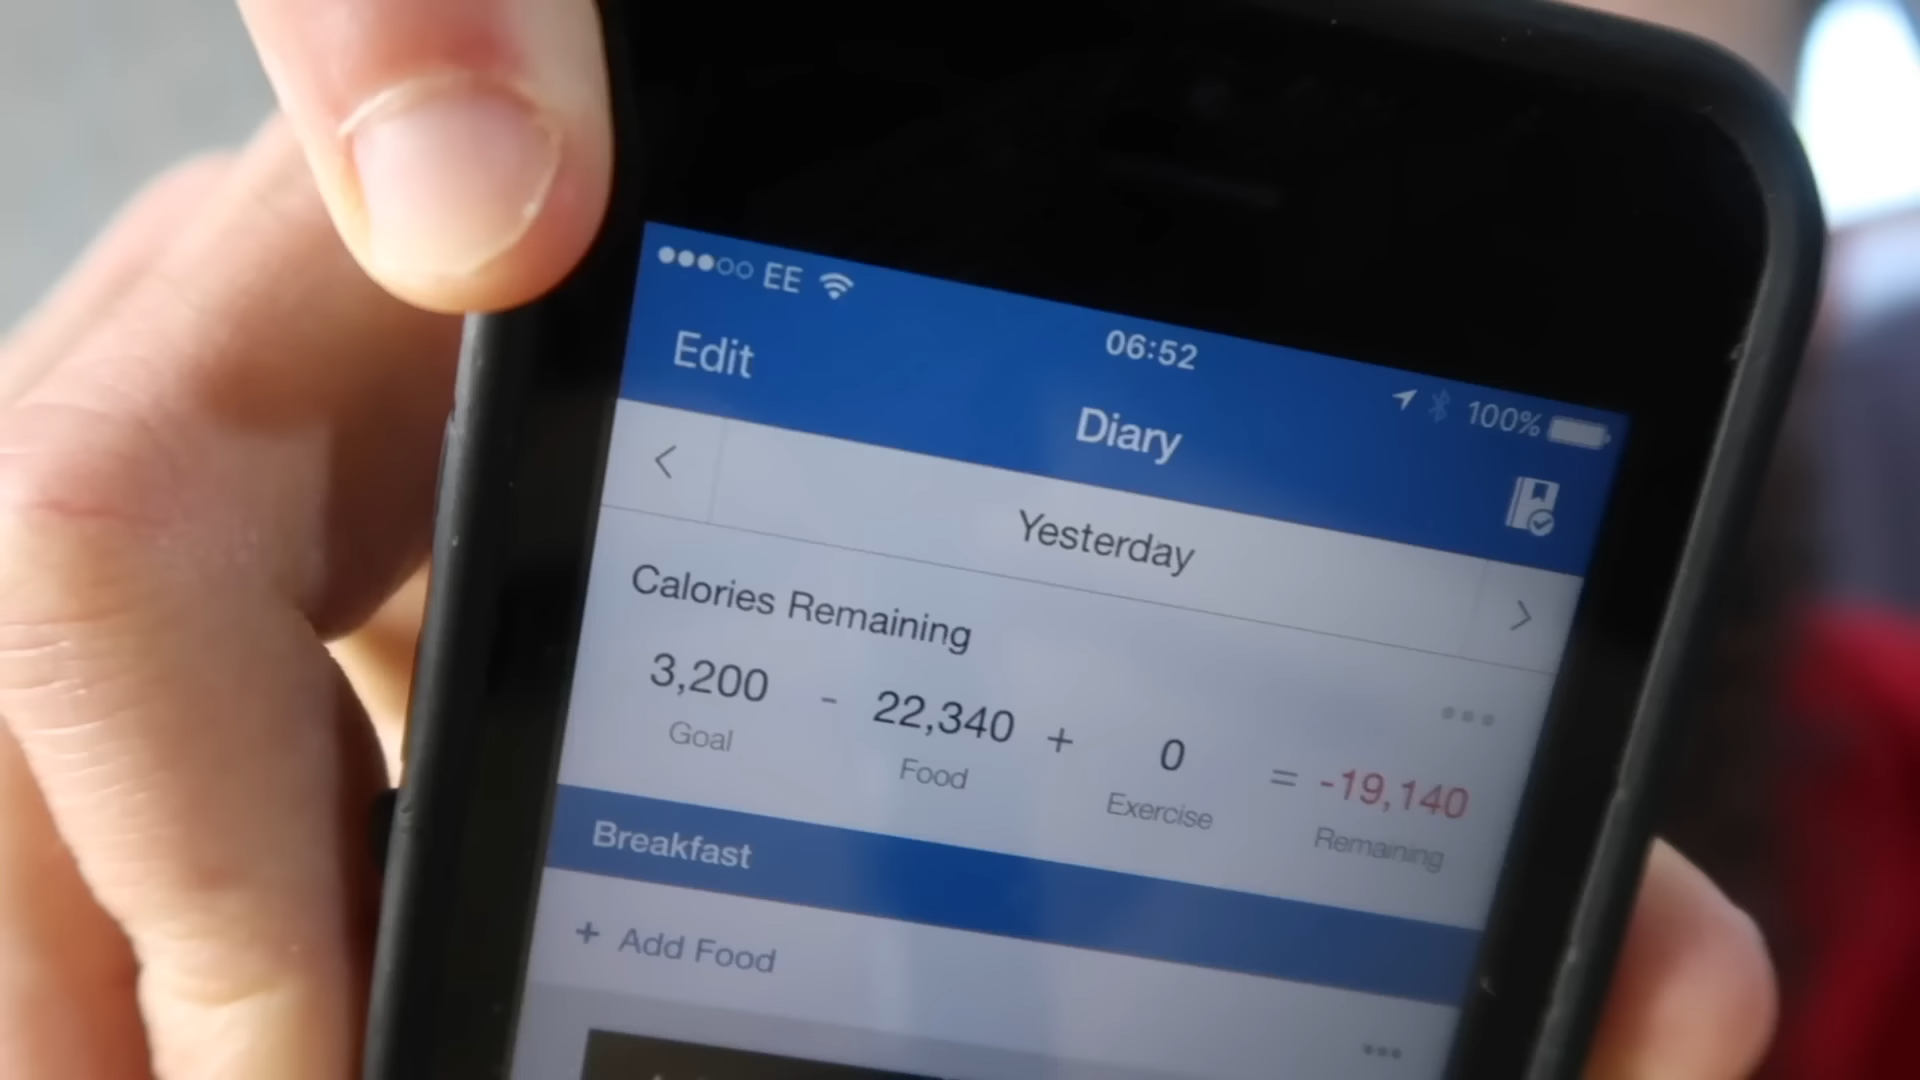 EE
06:52
100%
Edit
Diary
Yesterday
Calories Remaining
3,200 - 22,340 + 0 = -19,140
Goal Food Exercise Remaining
Breakfast
+ Add Food